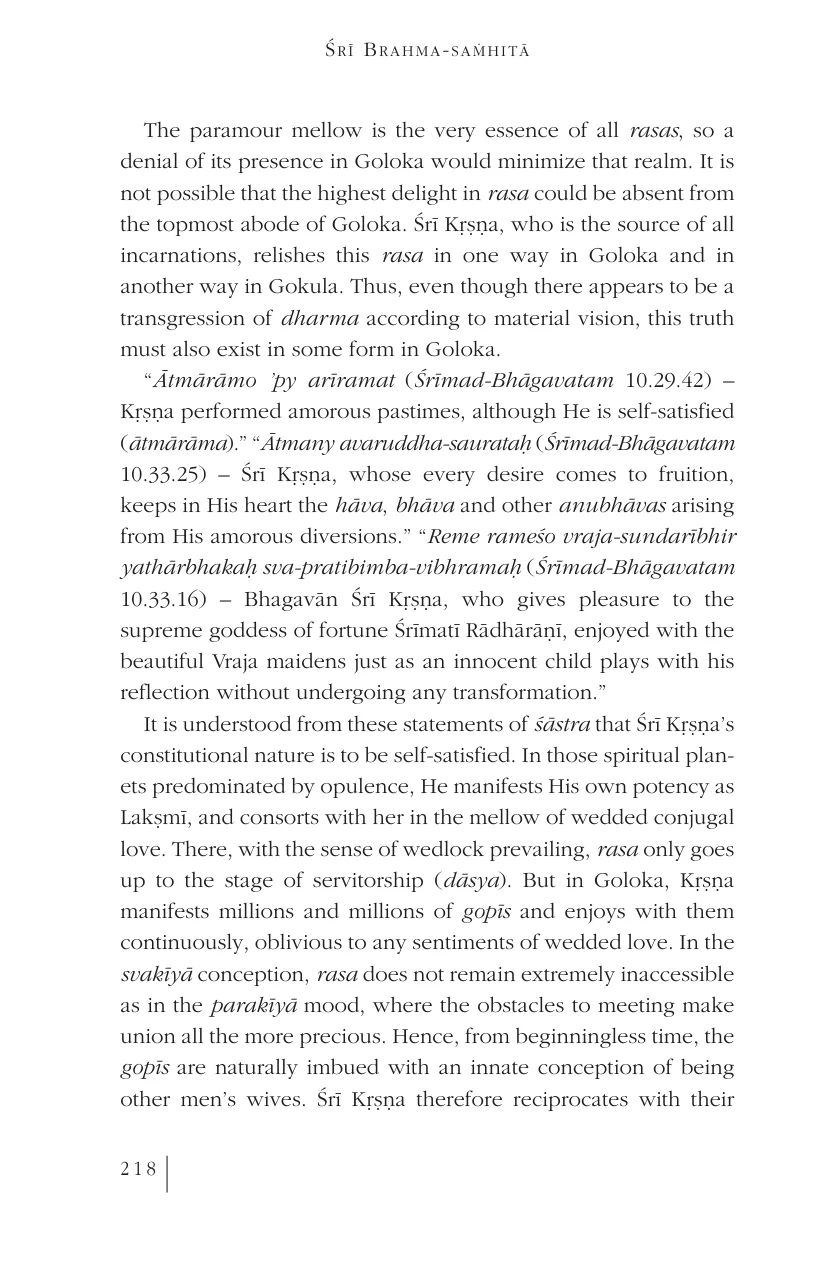 Śrī Brahma-saṁhitā
The paramour mellow is the very essence of all rasas, so a
denial of its presence in Goloka would minimize that realm. It is
not possible that the highest delight in rasa could be absent from
the topmost abode of Goloka. Śrī Kṛṣṇa, who is the source of all
incarnations, relishes this rasa in one way in Goloka and in
another way in Gokula. Thus, even though there appears to be a
transgression of dharma according to material vision, this truth
must also exist in some form in Goloka.
“Ātmārāmo ’py arīramat (Śrīmad-Bhāgavatam 10.29.42) –
Kṛṣṇa performed amorous pastimes, although He is self-satisfied
(ātmārāma).” “Ātmany avaruddha-saurataḥ (Śrīmad-Bhāgavatam
10.33.25) – Śrī Kṛṣṇa, whose every desire comes to fruition,
keeps in His heart the hāva, bhāva and other anubhāvas arising
from His amorous diversions.” “Reme rameśo vraja-sundarībhir
yathārbhakaḥ sva-pratibimba-vibhramaḥ (Śrīmad-Bhāgavatam
10.33.16) – Bhagavān Śrī Kṛṣṇa, who gives pleasure to the
supreme goddess of fortune Śrīmatī Rādhārāṇī, enjoyed with the
beautiful Vraja maidens just as an innocent child plays with his
reflection without undergoing any transformation.”
It is understood from these statements of śāstra that Śrī Kṛṣṇa’s
constitutional nature is to be self-satisfied. In those spiritual plan-
ets predominated by opulence, He manifests His own potency as
Lakṣmī, and consorts with her in the mellow of wedded conjugal
love. There, with the sense of wedlock prevailing, rasa only goes
up to the stage of servitorship (dāsya). But in Goloka, Kṛṣṇa
manifests millions and millions of gopīs and enjoys with them
continuously, oblivious to any sentiments of wedded love. In the
svakīyā conception, rasa does not remain extremely inaccessible
as in the parakīyā mood, where the obstacles to meeting make
union all the more precious. Hence, from beginningless time, the
gopīs are naturally imbued with an innate conception of being
other men’s wives. Śrī Kṛṣṇa therefore reciprocates with their
218